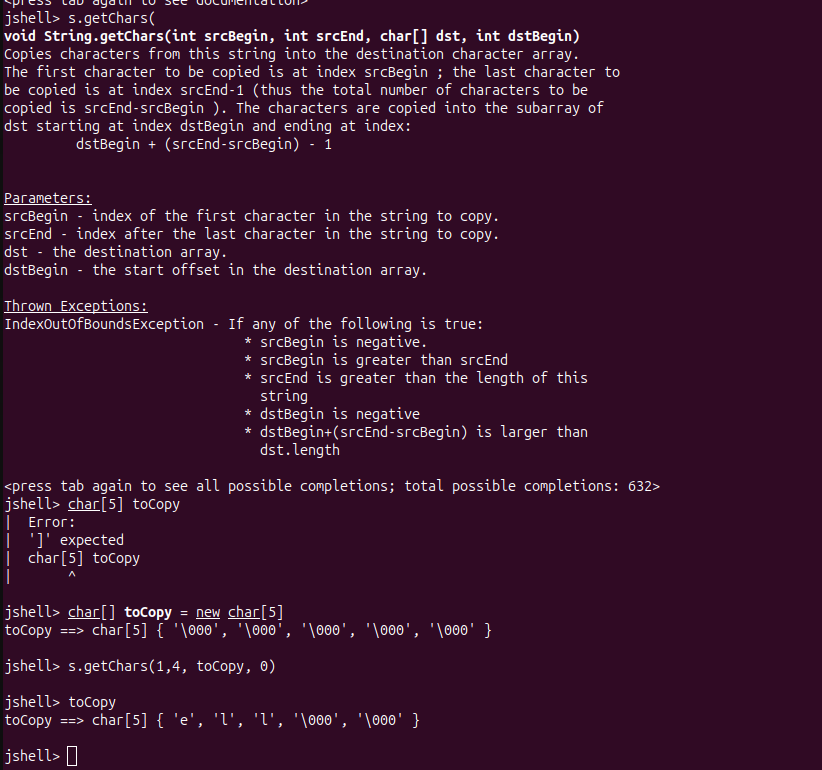 <press tab again to see documentation>
jshell> s.getChars(
void String.getChars(int srcBegin, int srcEnd, char[] dst, int dstBegin)
Copies characters from this string into the destination character array.
The first character to be copied is at index srcBegin ; the last character to
be copied is at index srcEnd-1 (thus the total number of characters to be
copied is srcEnd-srcBegin ). The characters are copied into the subarray of
dst starting at index dstBegin and ending at index:
dstBegin + (srcEnd-srcBegin) - 1
Parameters:
srcBegin - index of the first character in the string to copy.
srcEnd - index after the last character in the string to copy.
dst - the destination array.
dstBegin - the start offset in the destination array.
Thrown Exceptions:
IndexOutOfBoundsException - If any of the following is true:
* srcBegin is negative.
* srcBegin is greater than srcEnd
* srcEnd is greater than the length of this
string
* dstBegin is negative
* dstBegin+(srcEnd-srcBegin) is larger than
dst.length
<press tab again to see all possible completions; total possible completions: 632>
jshell> char[5] toCopy
|  Error:
|  ']' expected
|  char[5] toCopy
|       ^
jshell> char[] toCopy = new char[5]
toCopy ==> char[5] { '\000', '\000', '\000', '\000', '\000' }
jshell> s.getChars(1,4, toCopy, 0)
jshell> toCopy
toCopy ==> char[5] { 'e', 'l', 'l', '\000', '\000' }
jshell>